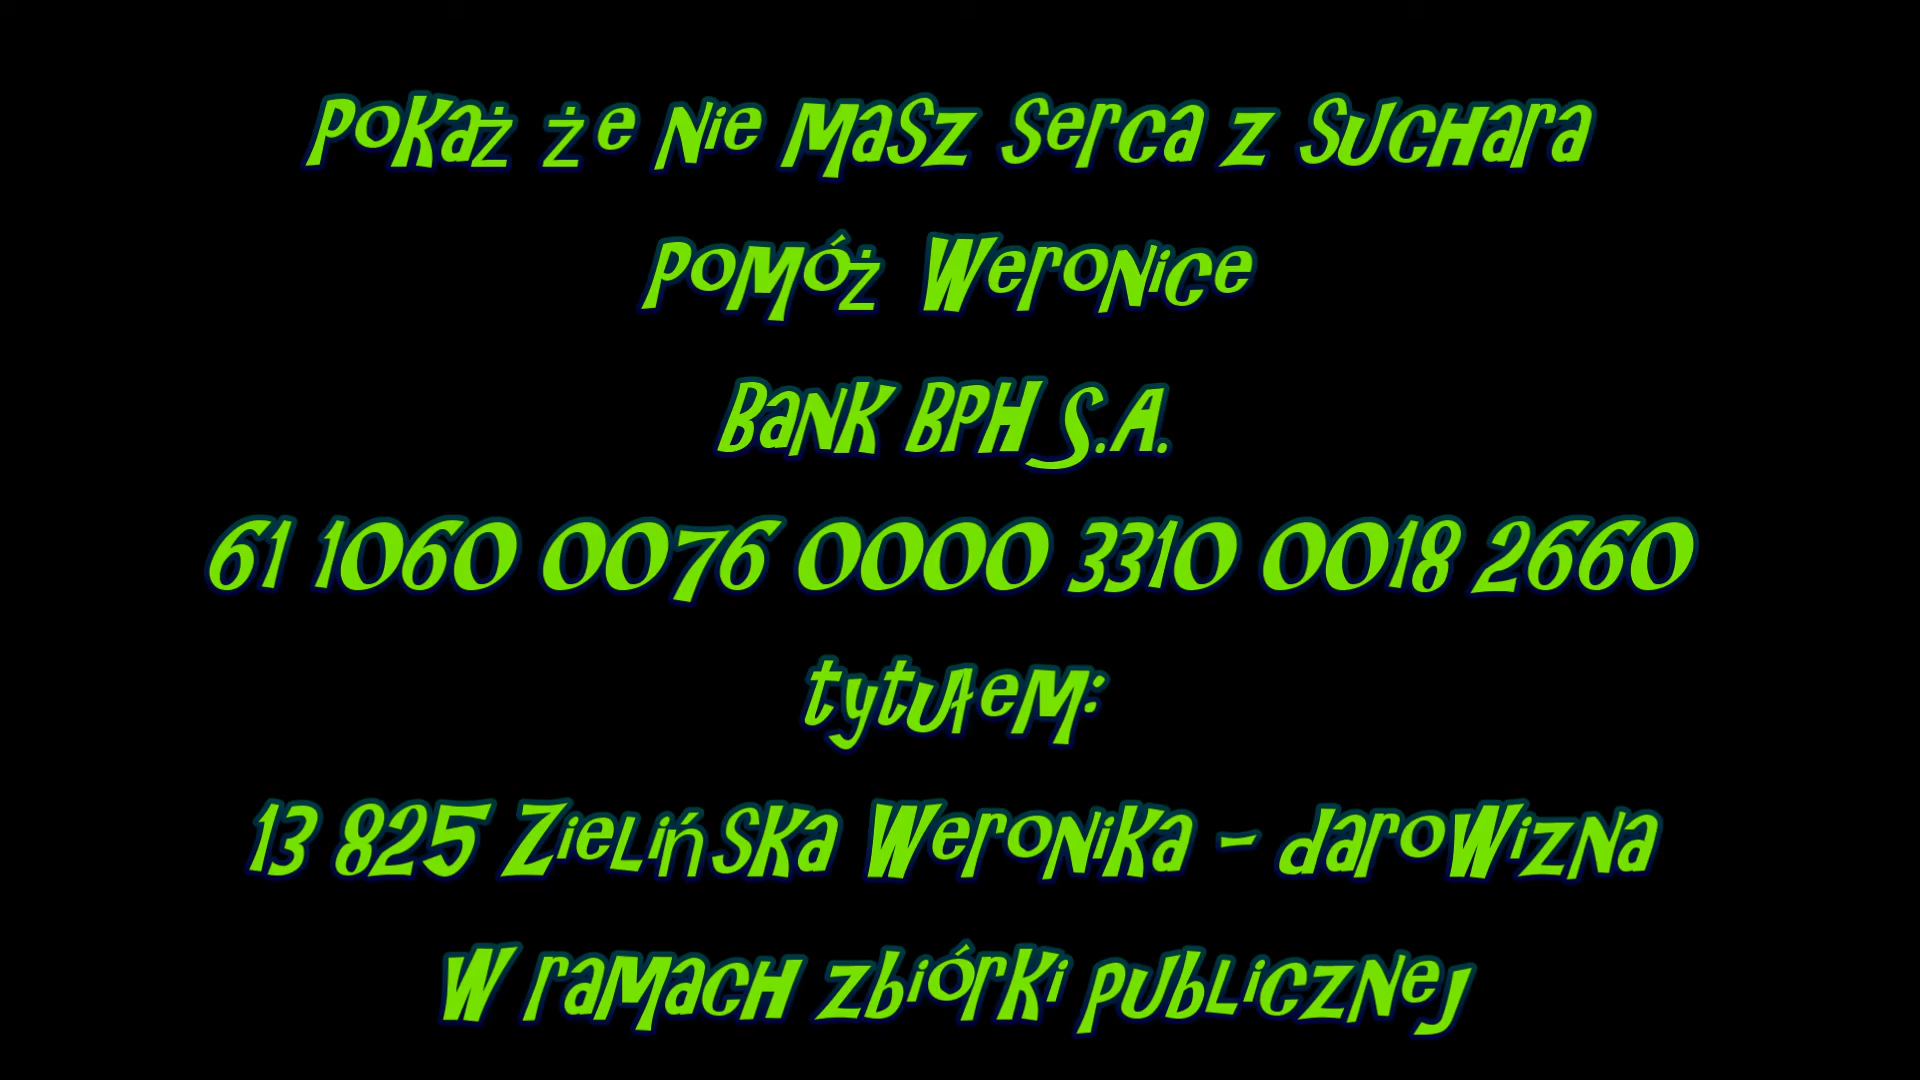 Pokaż że nie masz serca z suchara
Pomóż Weronice
Bank BPH S.A.
61 1060 0076 0000 3310 0018 2660
tytułem:
13 825 Zielińska Weronika - darowizna
W ramach zbiórki publicznej